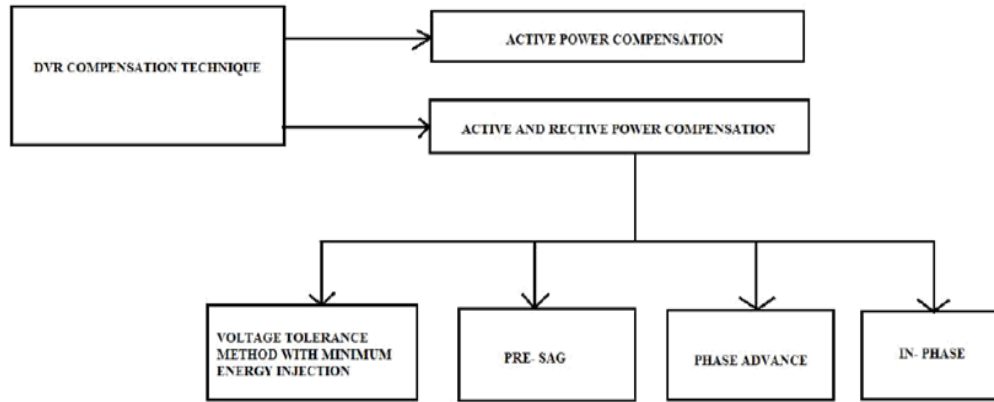 ACTIVE POWER COMPENSATION
DVR COMPENSATION TECHNIQUE
ACTIVE AND RECTIVE POWER COMPENSATION
VOLTAGE TOLERANCE
METHOD WITH MINIMUM
ENERGY INJECTION
PRE- SAG
PHASE ADVANCE
IN- PHASE